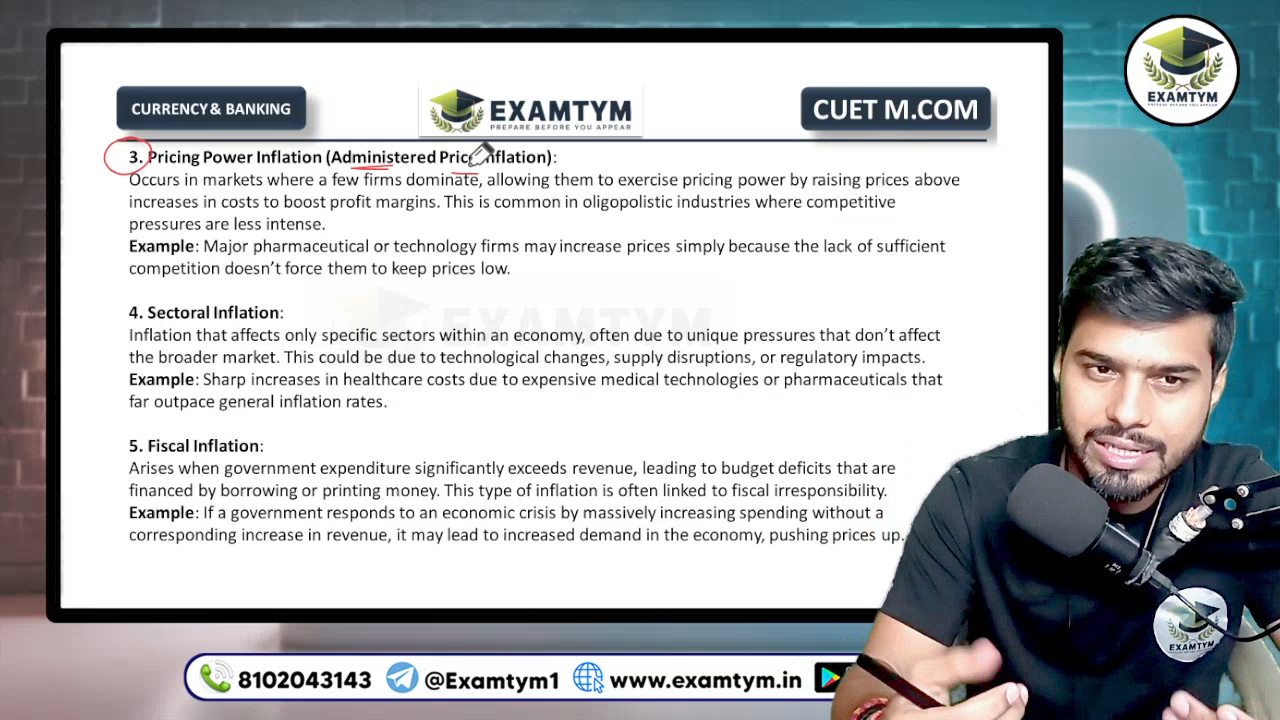 CURRENCY & BANKING
EXAMTYM
PREPARE BEFORE YOU APPEAR
CUET M.COM
EXAMTYM
PREPARE BEFORE YOU APPEAR
3. Pricing Power Inflation (Administered Price Inflation):
Occurs in markets where a few firms dominate, allowing them to exercise pricing power by raising prices above
increases in costs to boost profit margins. This is common in oligopolistic industries where competitive
pressures are less intense.
Example: Major pharmaceutical or technology firms may increase prices simply because the lack of sufficient
competition doesn’t force them to keep prices low.
EXAMTYM
4. Sectoral Inflation:
Inflation that affects only specific sectors within an economy, often due to unique pressures that don’t affect
the broader market. This could be due to technological changes, supply disruptions, or regulatory impacts.
Example: Sharp increases in healthcare costs due to expensive medical technologies or pharmaceuticals that
far outpace general inflation rates.
5. Fiscal Inflation:
Arises when government expenditure significantly exceeds revenue, leading to budget deficits that are
financed by borrowing or printing money. This type of inflation is often linked to fiscal irresponsibility.
Example: If a government responds to an economic crisis by massively increasing spending without a
corresponding increase in revenue, it may lead to increased demand in the economy, pushing prices up.
EXAMTYM
8102043143 @Examtym1 www.examtym.in